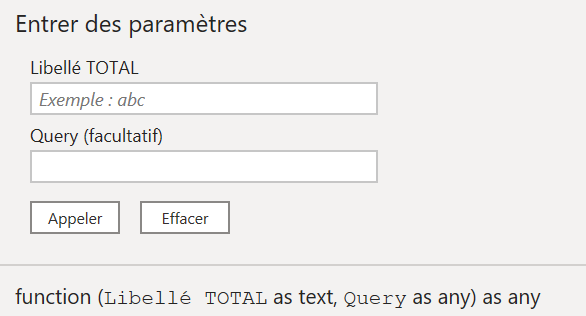 Entrer des paramètres
Libellé TOTAL
Exemple : abc
Query (facultatif)
Appeler Effacer
function (Libellé TOTAL as text, Query as any) as any